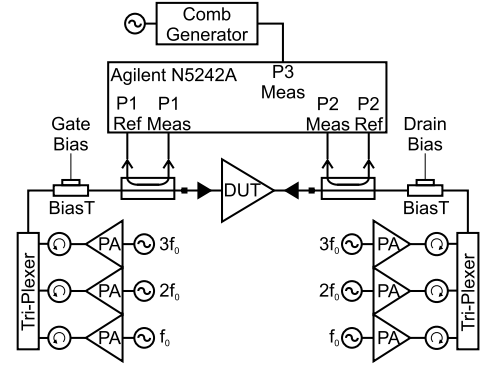 Comb
Generator
Agilent N5242A
P3
Meas
P1
Ref
P1
Meas
P2
Meas
P2
Ref
Gate
Bias
Drain
Bias
DUT
BiasT
BiasT
Tri-Plexer
PA
3f₀
PA
2f₀
PA
f₀
3f₀
PA
2f₀
PA
f₀
PA
Tri-Plexer